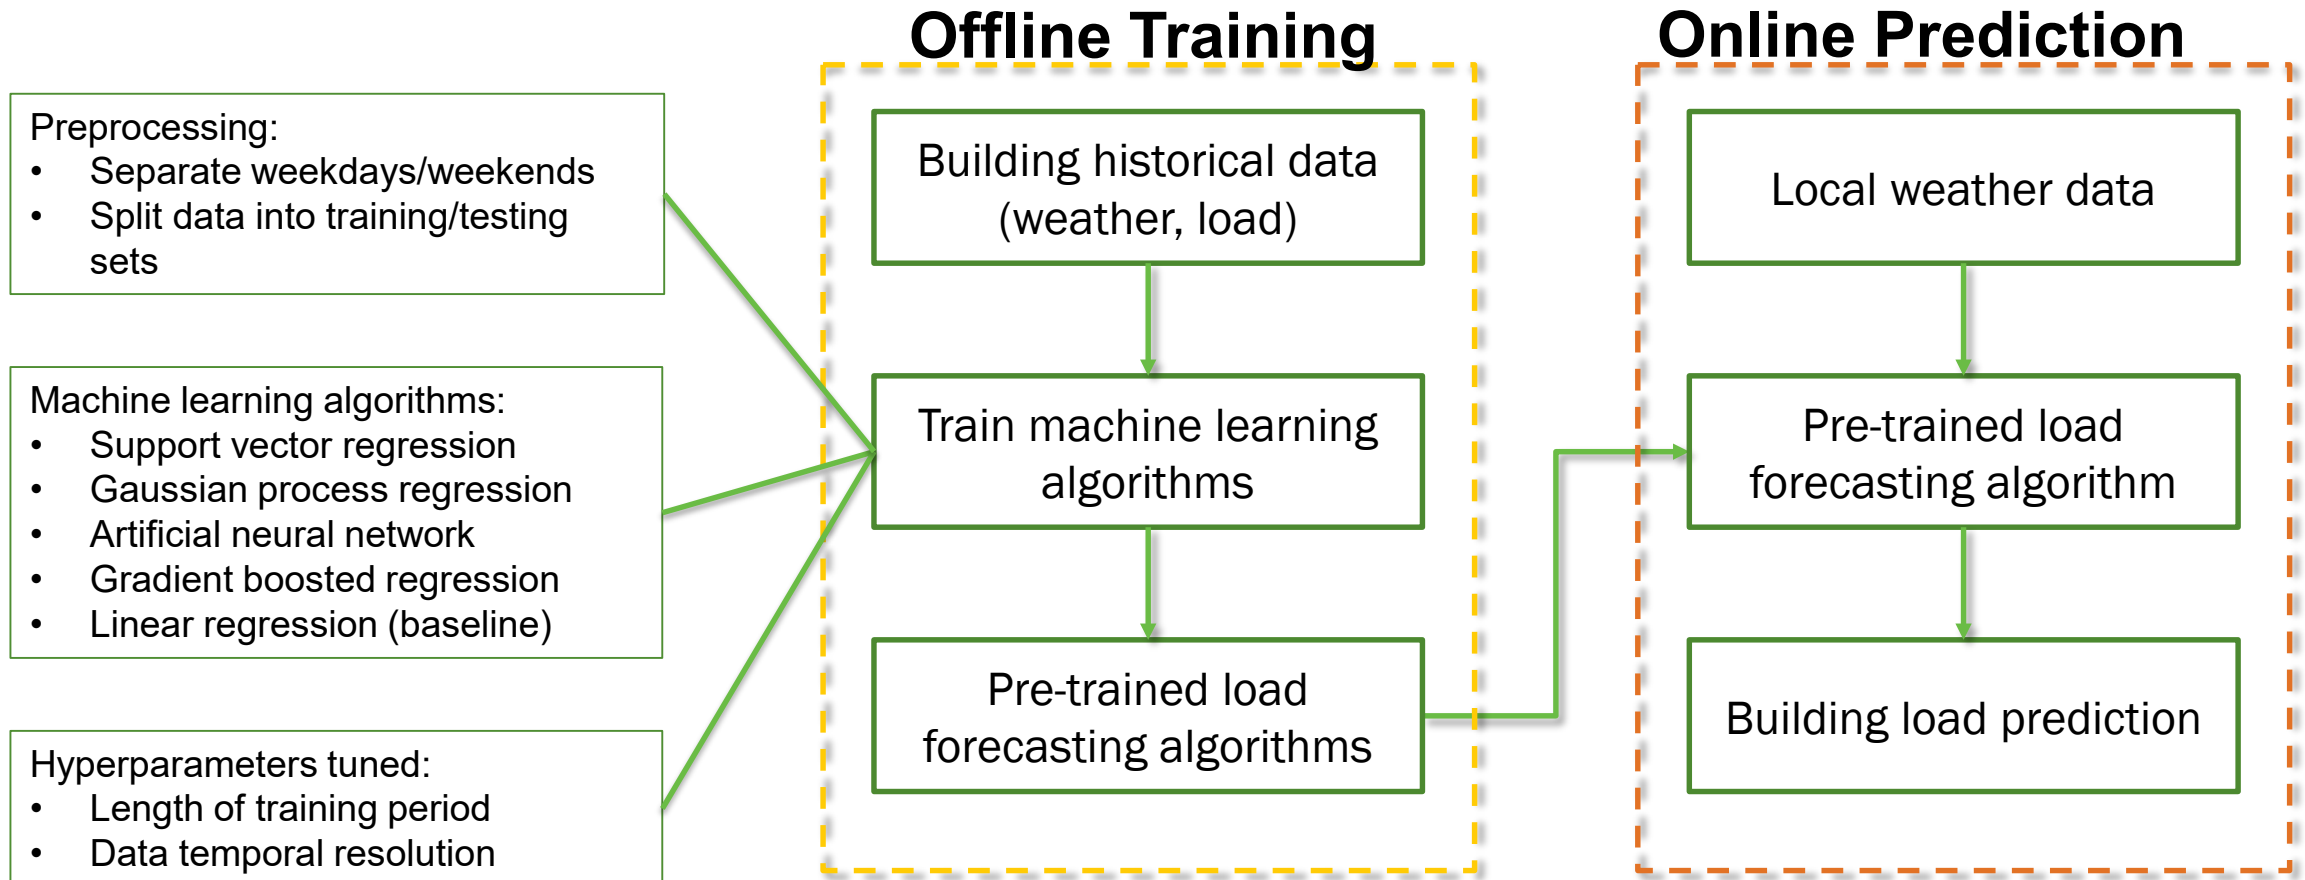 Offline Training
Online Prediction
Preprocessing:
• Separate weekdays/weekends
• Split data into training/testing
sets
Machine learning algorithms:
• Support vector regression
• Gaussian process regression
• Artificial neural network
• Gradient boosted regression
• Linear regression (baseline)
Hyperparameters tuned:
• Length of training period
• Data temporal resolution
Building historical data
(weather, load)
Train machine learning
algorithms
Pre-trained load
forecasting algorithms
Local weather data
Pre-trained load
forecasting algorithm
Building load prediction